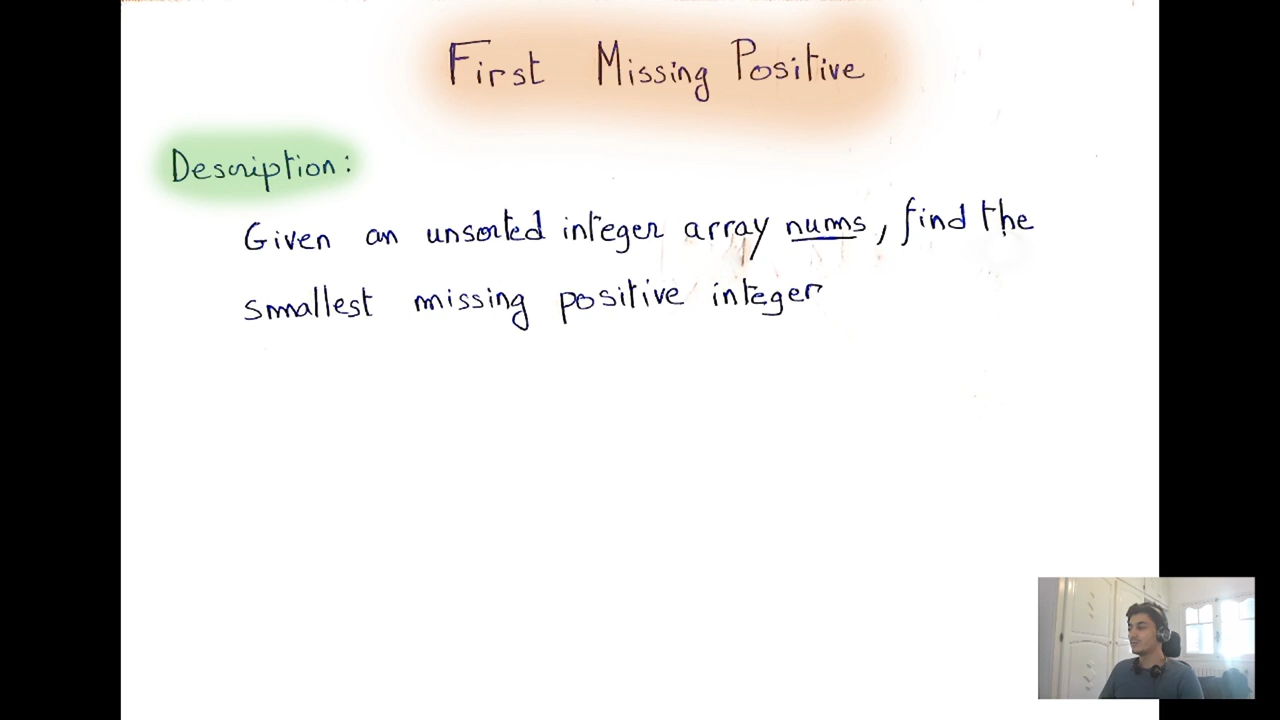 First Missing Positive
Description:
Given an unsorted integer array nums, find the
smallest missing positive integer